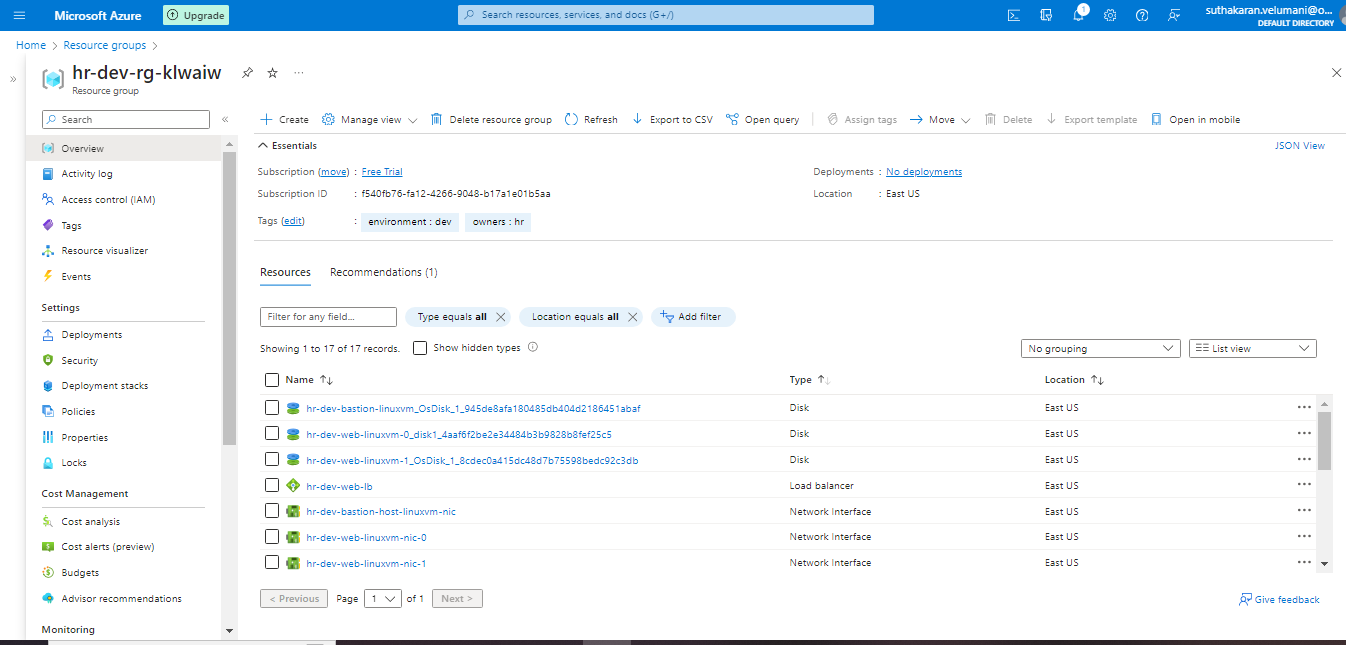 Microsoft Azure
Upgrade
Search resources, services, and docs (G+/)
1
suthakaran.velumani@o...
DEFAULT DIRECTORY
Home > Resource groups >
hr-dev-rg-klwaiw
Resource group
Search
Create
Manage view
Delete resource group
Refresh
Export to CSV
Open query
Assign tags
Move
Delete
Export template
Open in mobile
Overview
Activity log
Access control (IAM)
Tags
Resource visualizer
Events
Settings
Deployments
Security
Deployment stacks
Policies
Properties
Locks
Cost Management
Cost analysis
Cost alerts (preview)
Budgets
Advisor recommendations
Monitoring
Essentials
JSON View
Subscription (move) : Free Trial
Deployments : No deployments
Subscription ID : f540fb76-fa12-4266-9048-b17a1e01b5aa
Location : East US
Tags (edit) : environment : dev owners : hr
Resources Recommendations (1)
Filter for any field...
Type equals all
Location equals all
Add filter
Showing 1 to 17 of 17 records.
Show hidden types
No grouping
List view
Name Type Location
hr-dev-bastion-linuxvm_OsDisk_1_945de8afa180485db404d2186451abaf Disk East US
hr-dev-web-linuxvm-0_disk1_4aaf6f2be2e34484b3b9828b8fef25c5 Disk East US
hr-dev-web-linuxvm-1_OsDisk_1_8cdec0a415dc48d7b75598bedc92c3db Disk East US
hr-dev-web-lb Load balancer East US
hr-dev-bastion-host-linuxvm-nic Network Interface East US
hr-dev-web-linuxvm-nic-0 Network Interface East US
hr-dev-web-linuxvm-nic-1 Network Interface East US
< Previous Page 1 of 1 Next >
Give feedback